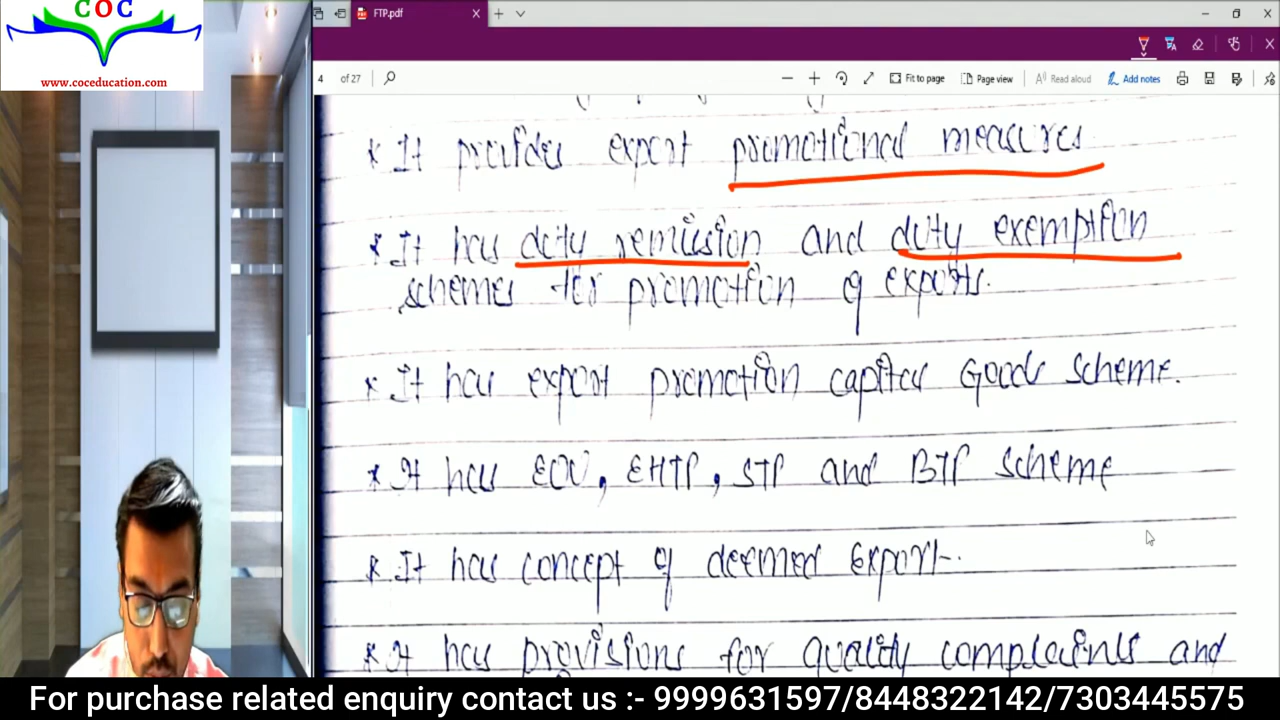 COC
www.coceducation.com
FTP.pdf
4 of 27
Fit to page
Page view
Read aloud
Add notes
* It provides export promotional measures
* It has duty remission and duty exemption
schemes for promotion of exports.
* It has export promotion capital Goods scheme.
* It has EOU, EHTP, STP and BTP scheme
* It has concept of deemed Export.
* It has provisions for quality complaints and
For purchase related enquiry contact us :- 9999631597/8448322142/7303445575